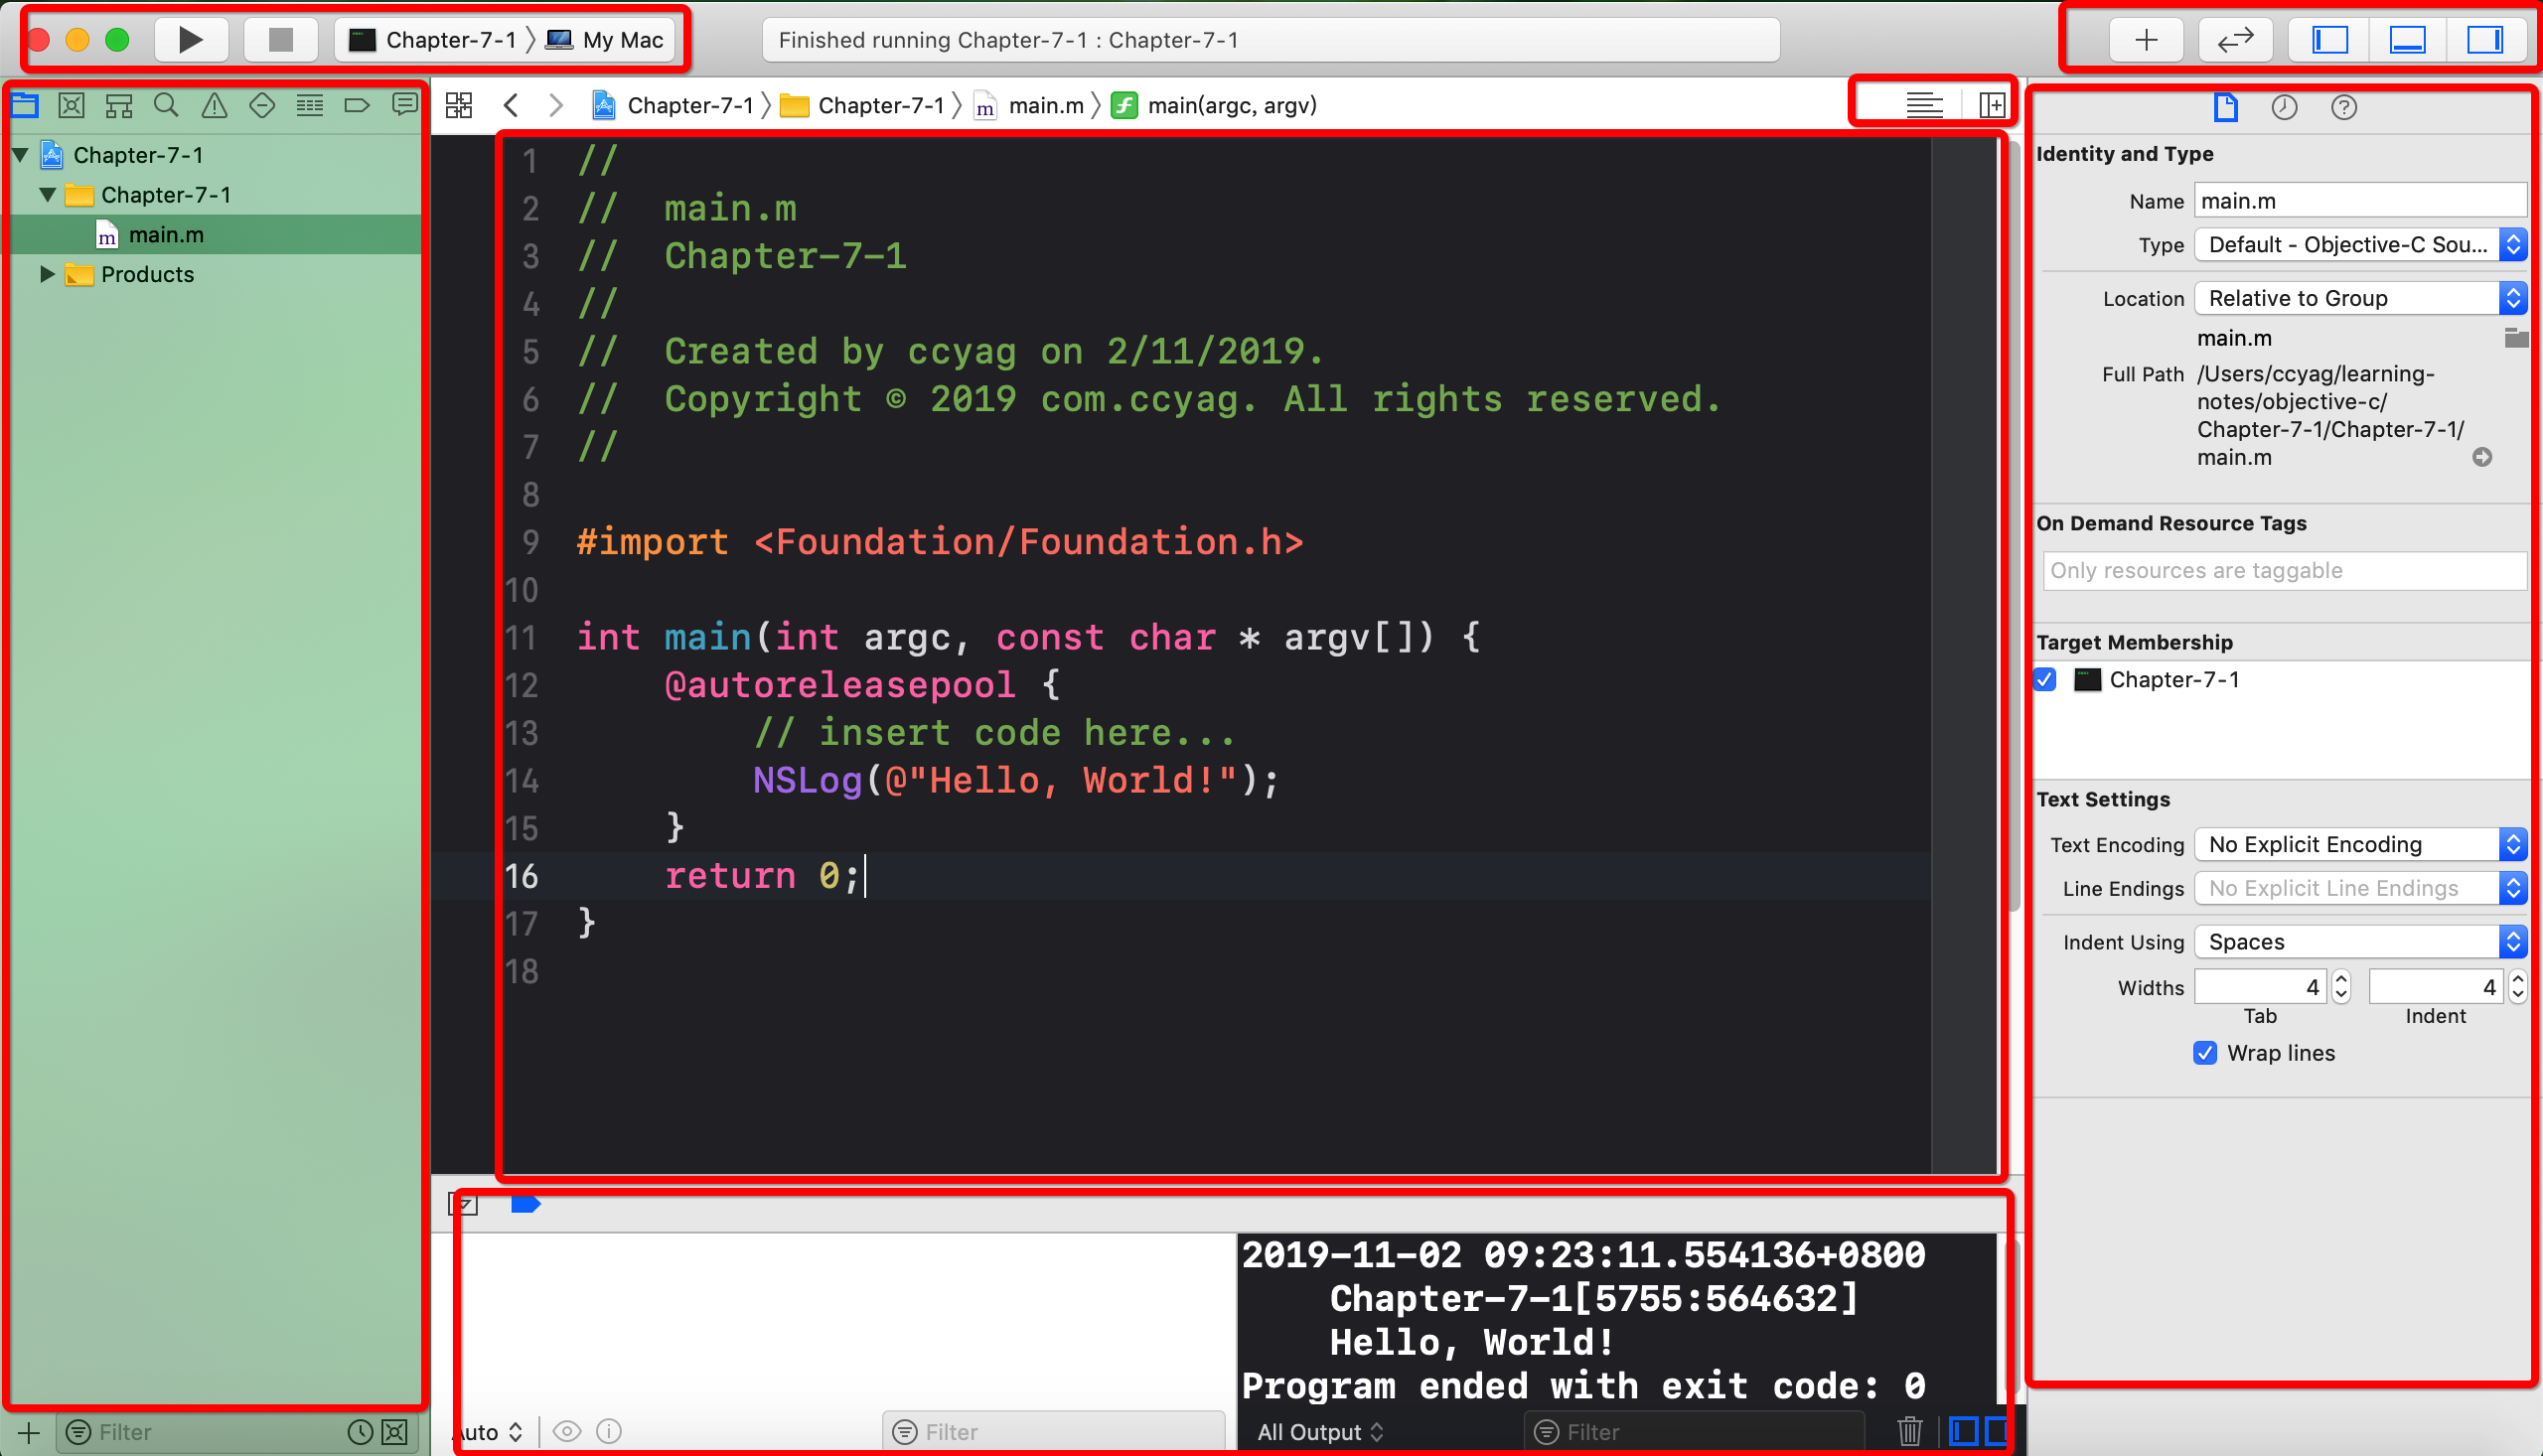 Chapter-7-1 My Mac
Finished running Chapter-7-1 : Chapter-7-1
Chapter-7-1
Chapter-7-1
main.m
Products
Filter
Chapter-7-1 Chapter-7-1 m main.m f main(argc, argv)
1 //
2 //  main.m
3 //  Chapter-7-1
4 //
5 //  Created by ccyag on 2/11/2019.
6 //  Copyright © 2019 com.ccyag. All rights reserved.
7 //
8
9 #import <Foundation/Foundation.h>
10
11 int main(int argc, const char * argv[]) {
12     @autoreleasepool {
13         // insert code here...
14         NSLog(@"Hello, World!");
15     }
16     return 0;
17 }
18
2019-11-02 09:23:11.554136+0800
Chapter-7-1[5755:564632]
Hello, World!
Program ended with exit code: 0
Auto
Filter
All Output
Filter
Identity and Type
Name main.m
Type Default - Objective-C Sou...
Location Relative to Group
main.m
Full Path /Users/ccyag/learning-
notes/objective-c/
Chapter-7-1/Chapter-7-1/
main.m
On Demand Resource Tags
Only resources are taggable
Target Membership
Chapter-7-1
Text Settings
Text Encoding No Explicit Encoding
Line Endings No Explicit Line Endings
Indent Using Spaces
Widths 4 4
Tab Indent
Wrap lines